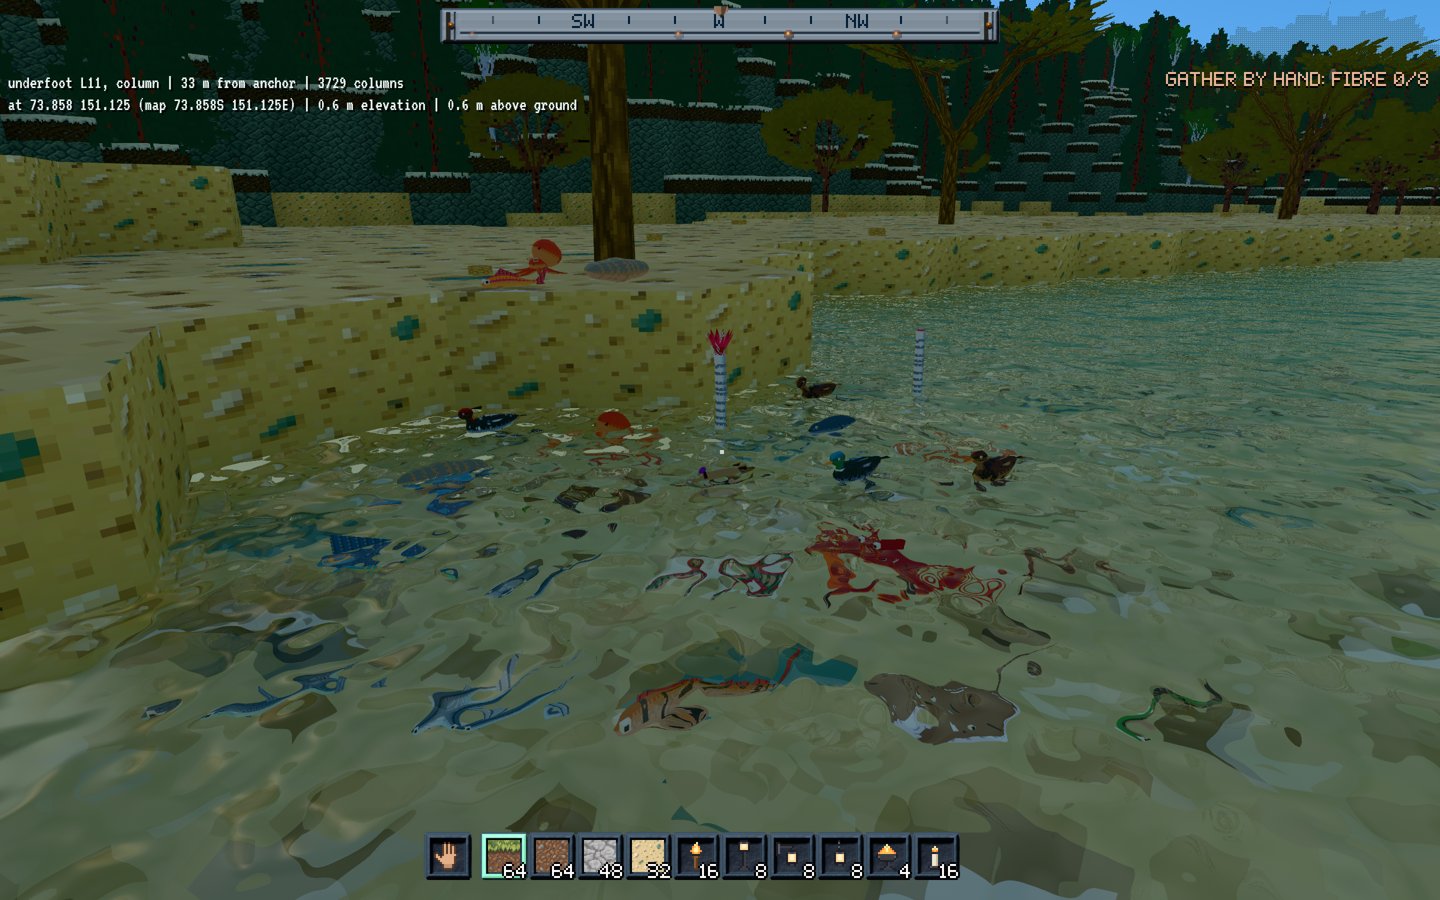 SW W NW
underfoot L11, column | 33 m from anchor | 3729 columns
at 73.858 151.125 (map 73.858S 151.125E) | 0.6 m elevation | 0.6 m above ground
GATHER BY HAND: FIBRE 0/8
64 64 48 32 16 8 8 8 4 16